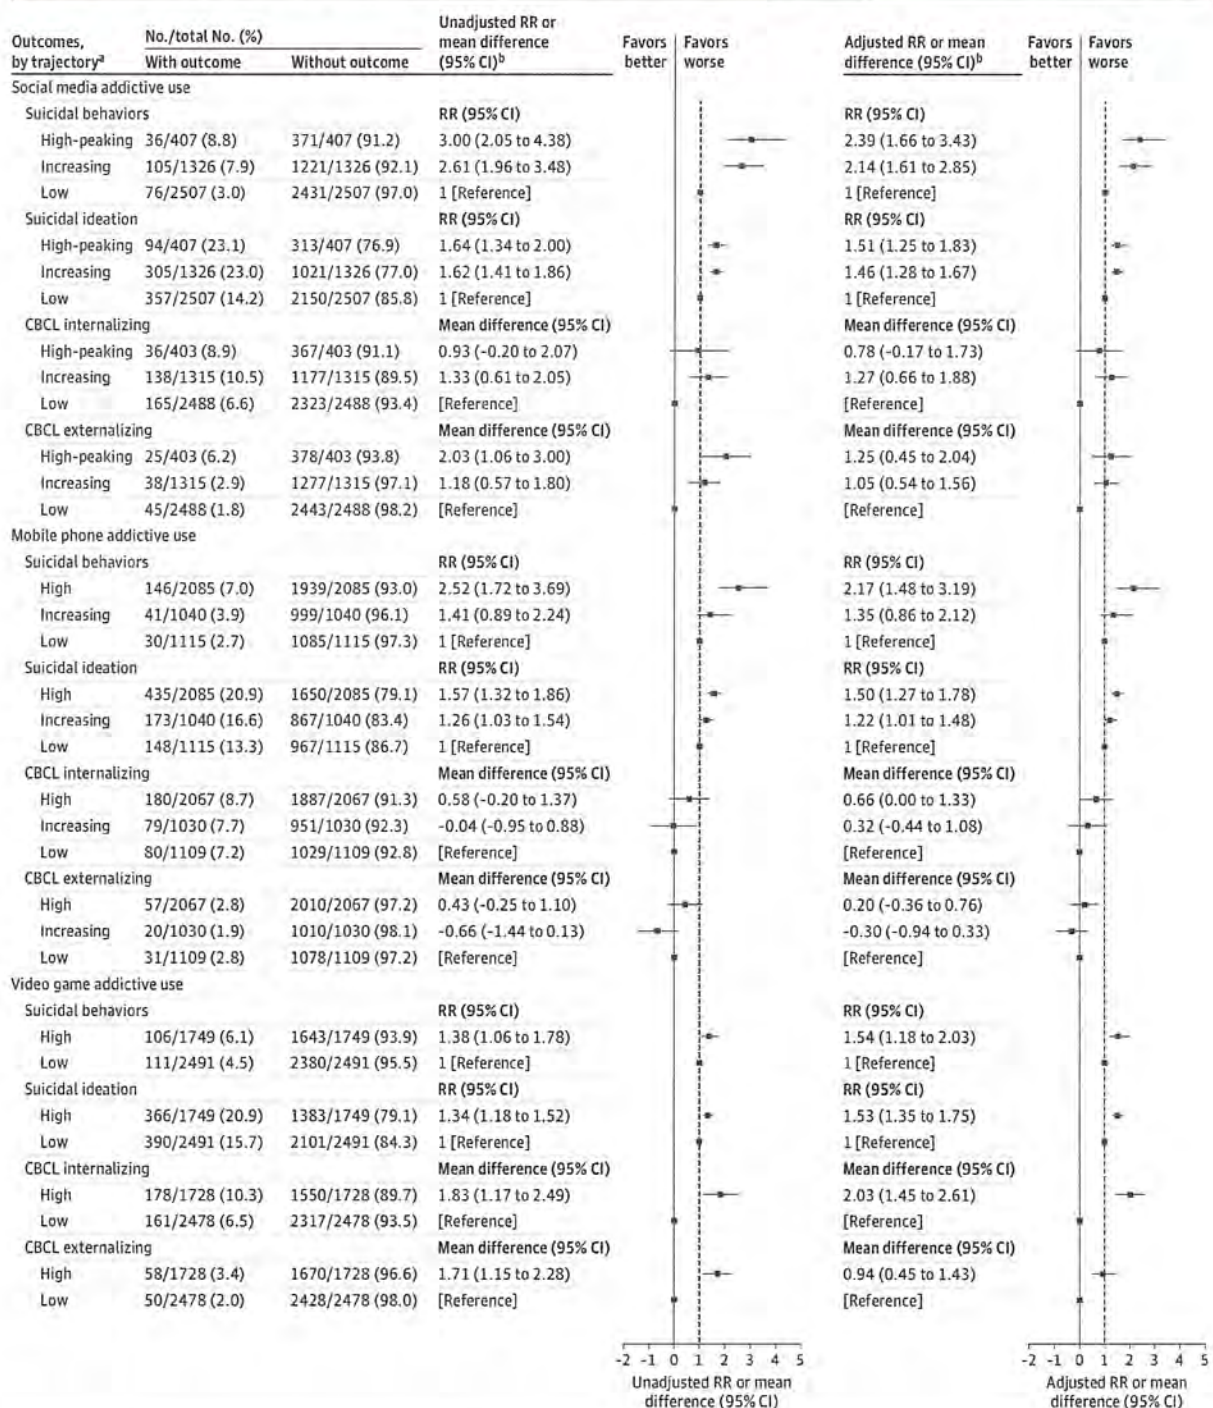 Outcomes, by trajectoryᵃ No./total No. (%) Unadjusted RR or mean difference (95% CI)ᵇ Favors better Favors worse Adjusted RR or mean difference (95% CI)ᵇ Favors better Favors worse
With outcome Without outcome
Social media addictive use
Suicidal behaviors RR (95% CI) RR (95% CI)
High-peaking 36/407 (8.8) 371/407 (91.2) 3.00 (2.05 to 4.38) 2.39 (1.66 to 3.43)
Increasing 105/1326 (7.9) 1221/1326 (92.1) 2.61 (1.96 to 3.48) 2.14 (1.61 to 2.85)
Low 76/2507 (3.0) 2431/2507 (97.0) 1 [Reference] 1 [Reference]
Suicidal ideation RR (95% CI) RR (95% CI)
High-peaking 94/407 (23.1) 313/407 (76.9) 1.64 (1.34 to 2.00) 1.51 (1.25 to 1.83)
Increasing 305/1326 (23.0) 1021/1326 (77.0) 1.62 (1.41 to 1.86) 1.46 (1.28 to 1.67)
Low 357/2507 (14.2) 2150/2507 (85.8) 1 [Reference] 1 [Reference]
CBCL internalizing Mean difference (95% CI) Mean difference (95% CI)
High-peaking 36/403 (8.9) 367/403 (91.1) 0.93 (-0.20 to 2.07) 0.78 (-0.17 to 1.73)
Increasing 138/1315 (10.5) 1177/1315 (89.5) 1.33 (0.61 to 2.05) 1.27 (0.66 to 1.88)
Low 165/2488 (6.6) 2323/2488 (93.4) [Reference] [Reference]
CBCL externalizing Mean difference (95% CI) Mean difference (95% CI)
High-peaking 25/403 (6.2) 378/403 (93.8) 2.03 (1.06 to 3.00) 1.25 (0.45 to 2.04)
Increasing 38/1315 (2.9) 1277/1315 (97.1) 1.18 (0.57 to 1.80) 1.05 (0.54 to 1.56)
Low 45/2488 (1.8) 2443/2488 (98.2) [Reference] [Reference]
Mobile phone addictive use
Suicidal behaviors RR (95% CI) RR (95% CI)
High 146/2085 (7.0) 1939/2085 (93.0) 2.52 (1.72 to 3.69) 2.17 (1.48 to 3.19)
Increasing 41/1040 (3.9) 999/1040 (96.1) 1.41 (0.89 to 2.24) 1.35 (0.86 to 2.12)
Low 30/1115 (2.7) 1085/1115 (97.3) 1 [Reference] 1 [Reference]
Suicidal ideation RR (95% CI) RR (95% CI)
High 435/2085 (20.9) 1650/2085 (79.1) 1.57 (1.32 to 1.86) 1.50 (1.27 to 1.78)
Increasing 173/1040 (16.6) 867/1040 (83.4) 1.26 (1.03 to 1.54) 1.22 (1.01 to 1.48)
Low 148/1115 (13.3) 967/1115 (86.7) 1 [Reference] 1 [Reference]
CBCL internalizing Mean difference (95% CI) Mean difference (95% CI)
High 180/2067 (8.7) 1887/2067 (91.3) 0.58 (-0.20 to 1.37) 0.66 (0.00 to 1.33)
Increasing 79/1030 (7.7) 951/1030 (92.3) -0.04 (-0.95 to 0.88) 0.32 (-0.44 to 1.08)
Low 80/1109 (7.2) 1029/1109 (92.8) [Reference] [Reference]
CBCL externalizing Mean difference (95% CI) Mean difference (95% CI)
High 57/2067 (2.8) 2010/2067 (97.2) 0.43 (-0.25 to 1.10) 0.20 (-0.36 to 0.76)
Increasing 20/1030 (1.9) 1010/1030 (98.1) -0.66 (-1.44 to 0.13) -0.30 (-0.94 to 0.33)
Low 31/1109 (2.8) 1078/1109 (97.2) [Reference] [Reference]
Video game addictive use
Suicidal behaviors RR (95% CI) RR (95% CI)
High 106/1749 (6.1) 1643/1749 (93.9) 1.38 (1.06 to 1.78) 1.54 (1.18 to 2.03)
Low 111/2491 (4.5) 2380/2491 (95.5) 1 [Reference] 1 [Reference]
Suicidal ideation RR (95% CI) RR (95% CI)
High 366/1749 (20.9) 1383/1749 (79.1) 1.34 (1.18 to 1.52) 1.53 (1.35 to 1.75)
Low 390/2491 (15.7) 2101/2491 (84.3) 1 [Reference] 1 [Reference]
CBCL internalizing Mean difference (95% CI) Mean difference (95% CI)
High 178/1728 (10.3) 1550/1728 (89.7) 1.83 (1.17 to 2.49) 2.03 (1.45 to 2.61)
Low 161/2478 (6.5) 2317/2478 (93.5) [Reference] [Reference]
CBCL externalizing Mean difference (95% CI) Mean difference (95% CI)
High 58/1728 (3.4) 1670/1728 (96.6) 1.71 (1.15 to 2.28) 0.94 (0.45 to 1.43)
Low 50/2478 (2.0) 2428/2478 (98.0) [Reference] [Reference]
-2 -1 0 1 2 3 4 5 -2 -1 0 1 2 3 4 5
Unadjusted RR or mean Adjusted RR or mean
difference (95% CI) difference (95% CI)